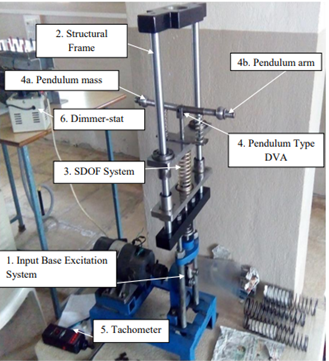 2. Structural
Frame
4a. Pendulum mass
4b. Pendulum arm
6. Dimmer-stat
4. Pendulum Type
DVA
3. SDOF System
1. Input Base Excitation
System
5. Tachometer